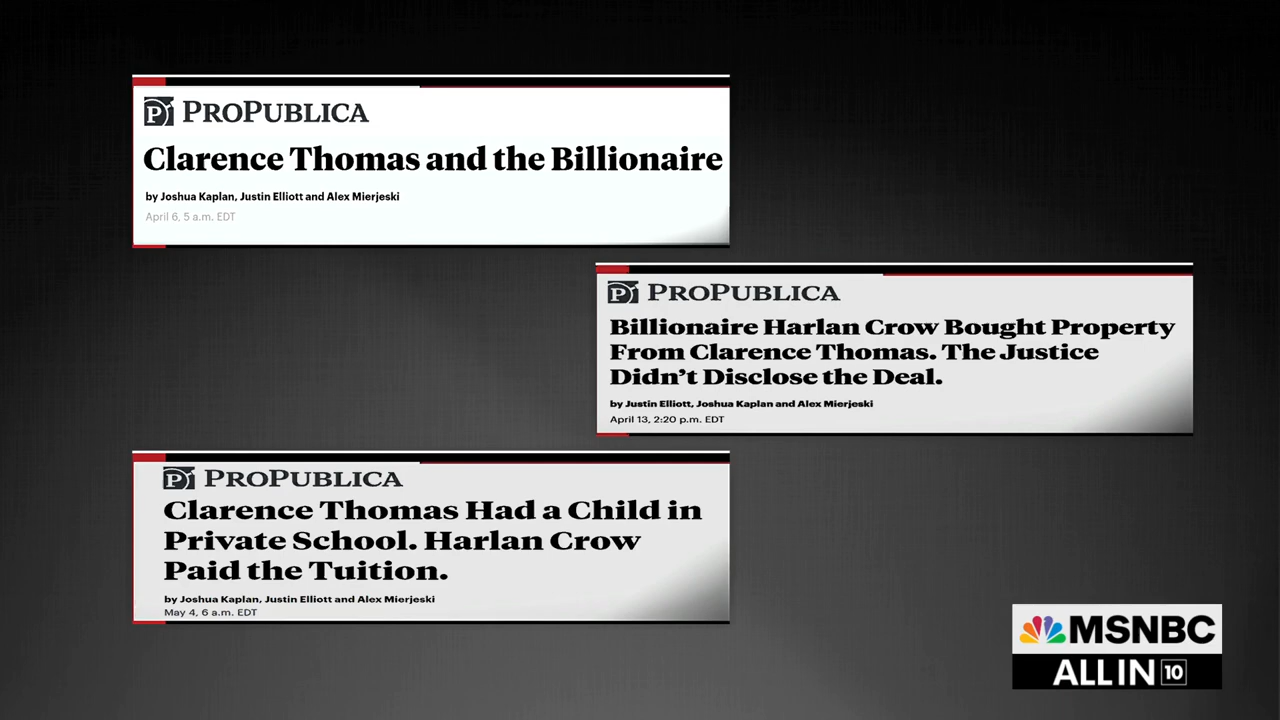 PROPUBLICA
Clarence Thomas and the Billionaire
by Joshua Kaplan, Justin Elliott and Alex Mierjeski
April 6, 5 a.m. EDT
PROPUBLICA
Billionaire Harlan Crow Bought Property
From Clarence Thomas. The Justice
Didn’t Disclose the Deal.
by Justin Elliott, Joshua Kaplan and Alex Mierjeski
April 13, 2:20 p.m. EDT
PROPUBLICA
Clarence Thomas Had a Child in
Private School. Harlan Crow
Paid the Tuition.
by Joshua Kaplan, Justin Elliott and Alex Mierjeski
May 4, 6 a.m. EDT
MSNBC
ALL IN 10